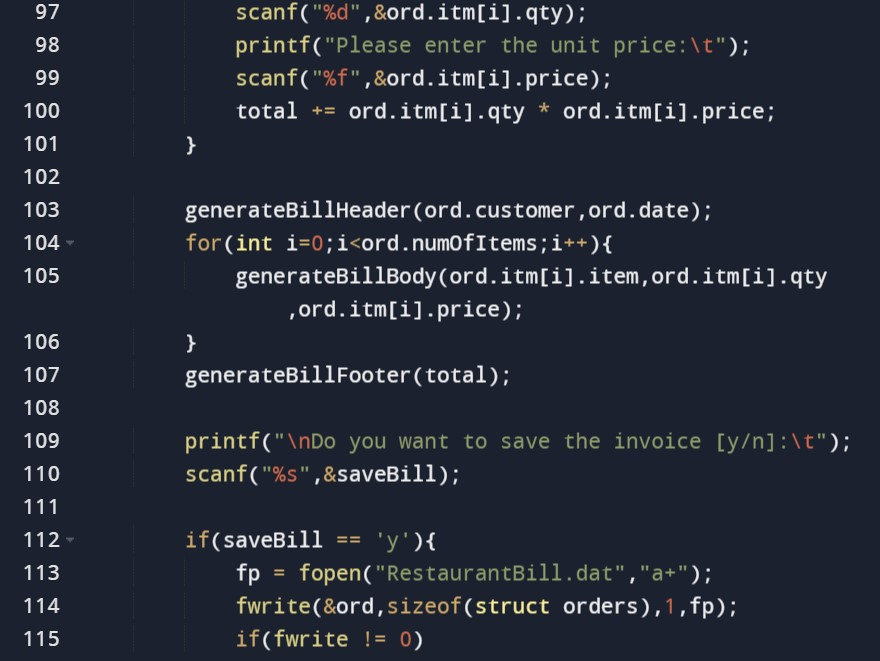 97 scanf("%d",&ord.itm[i].qty);
98 printf("Please enter the unit price:\t");
99 scanf("%f",&ord.itm[i].price);
100 total += ord.itm[i].qty * ord.itm[i].price;
101 }
102
103 generateBillHeader(ord.customer,ord.date);
104 for(int i=0;i<ord.numOfItems;i++){
105 generateBillBody(ord.itm[i].item,ord.itm[i].qty
,ord.itm[i].price);
106 }
107 generateBillFooter(total);
108
109 printf("\nDo you want to save the invoice [y/n]:\t");
110 scanf("%s",&saveBill);
111
112 if(saveBill == 'y'){
113 fp = fopen("RestaurantBill.dat","a+");
114 fwrite(&ord,sizeof(struct orders),1,fp);
115 if(fwrite != 0)